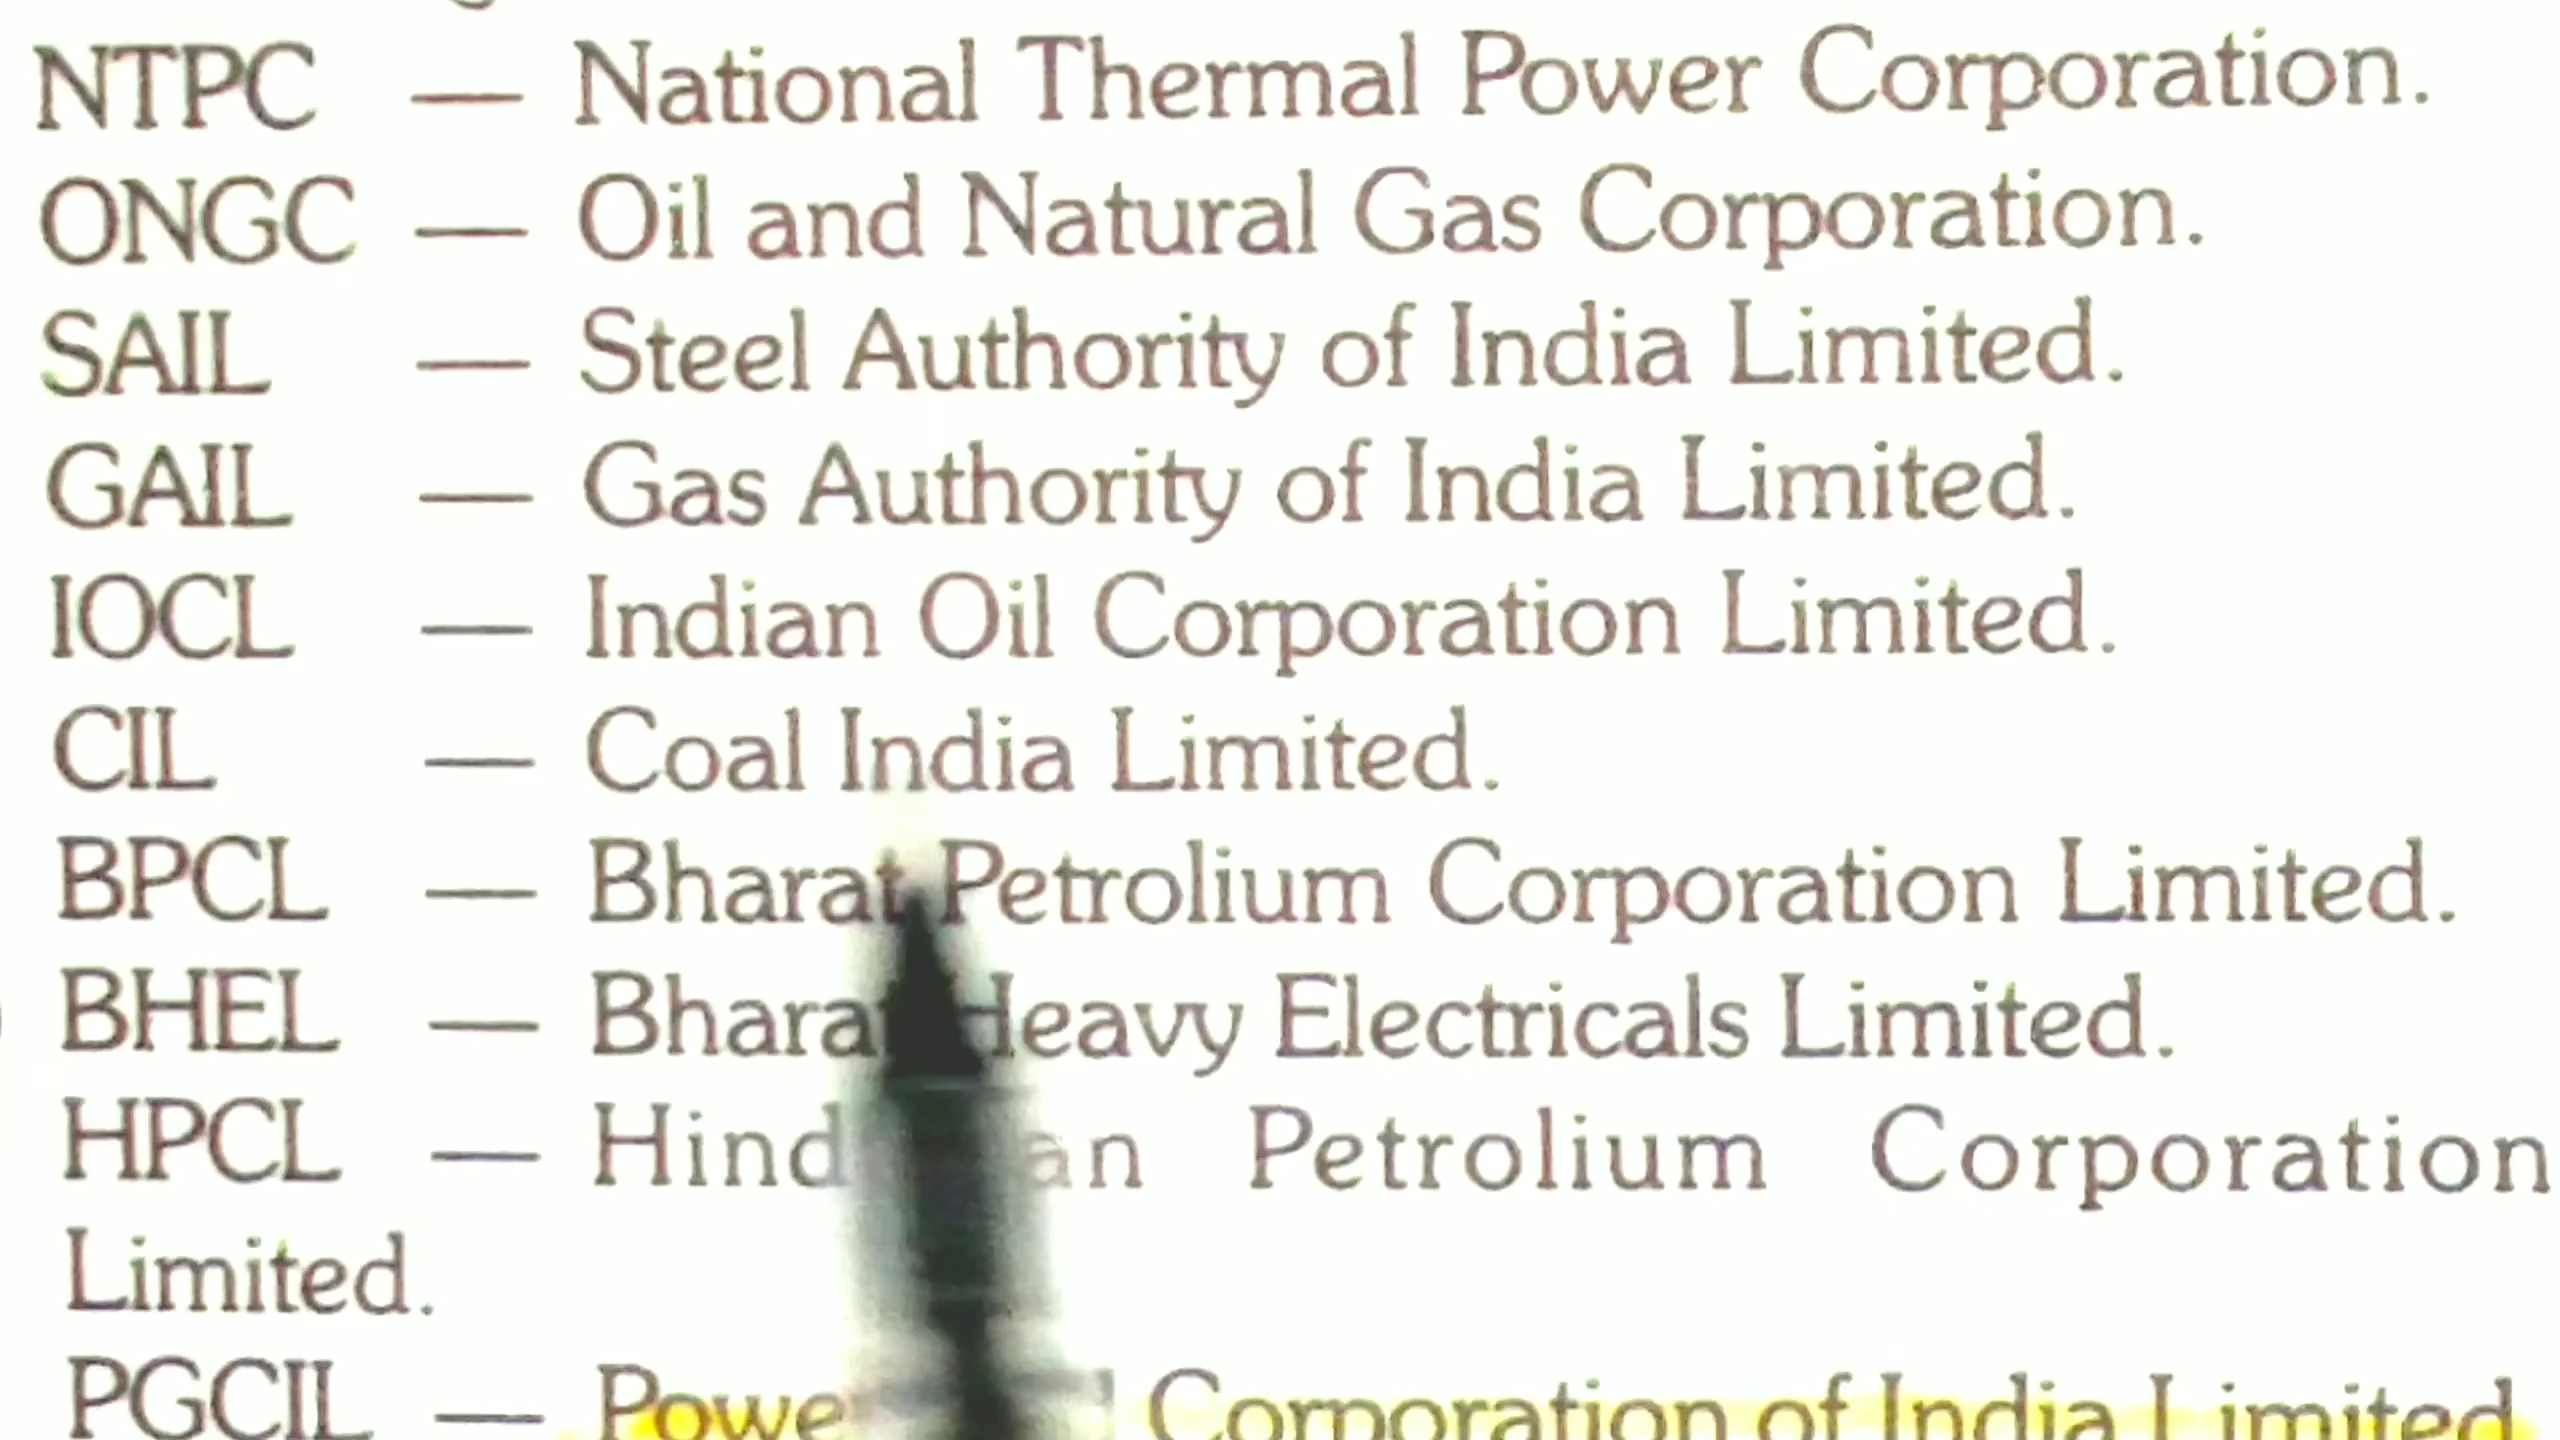 NTPC — National Thermal Power Corporation.
ONGC — Oil and Natural Gas Corporation.
SAIL — Steel Authority of India Limited.
GAIL — Gas Authority of India Limited.
IOCL — Indian Oil Corporation Limited.
CIL — Coal India Limited.
BPCL — Bharat Petrolium Corporation Limited.
BHEL — Bharat Heavy Electricals Limited.
HPCL — Petrolium Corporation
Limited.
PGCIL — Corporation of India Limited